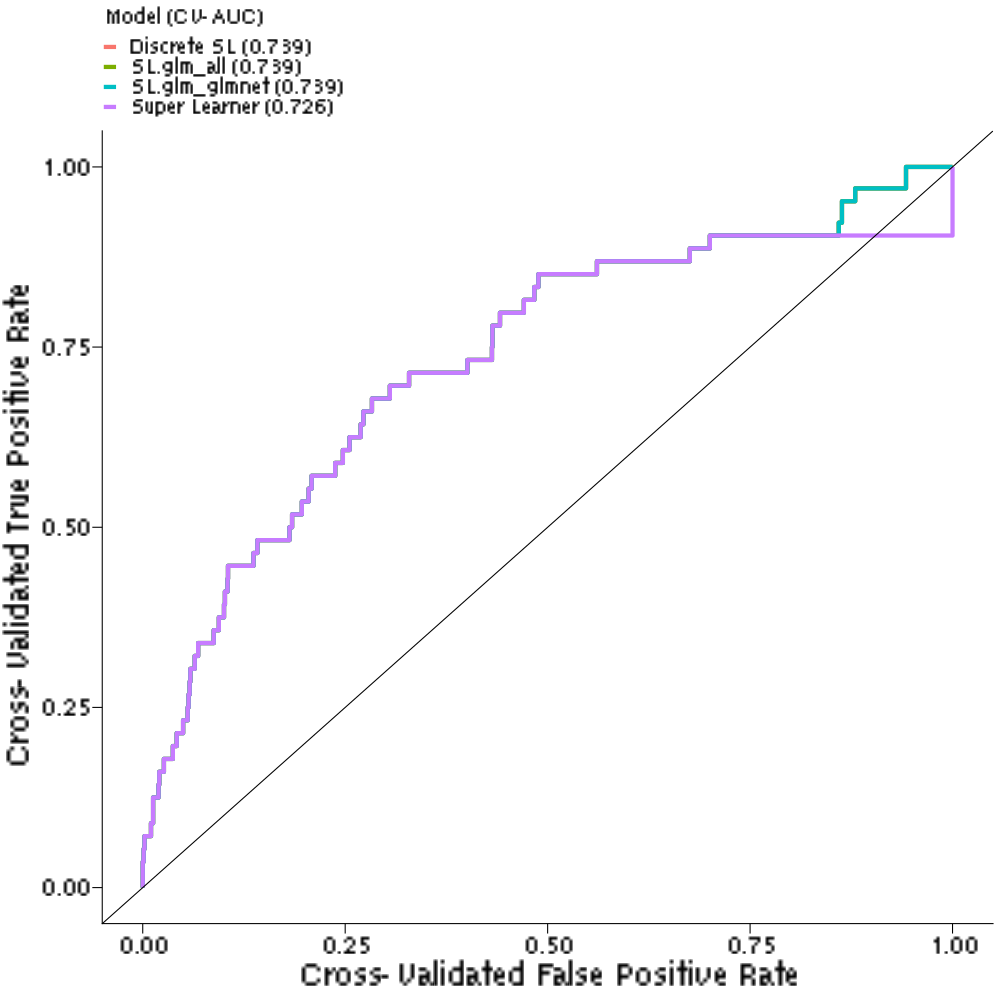 Model (CV-AUC)
Discrete SL (0.739)
SL.glm_all (0.739)
SL.glm_glmnet (0.739)
Super Learner (0.726)
1.00
0.75
0.50
0.25
0.00
Cross-Validated True Positive Rate
0.00 0.25 0.50 0.75 1.00
Cross-Validated False Positive Rate